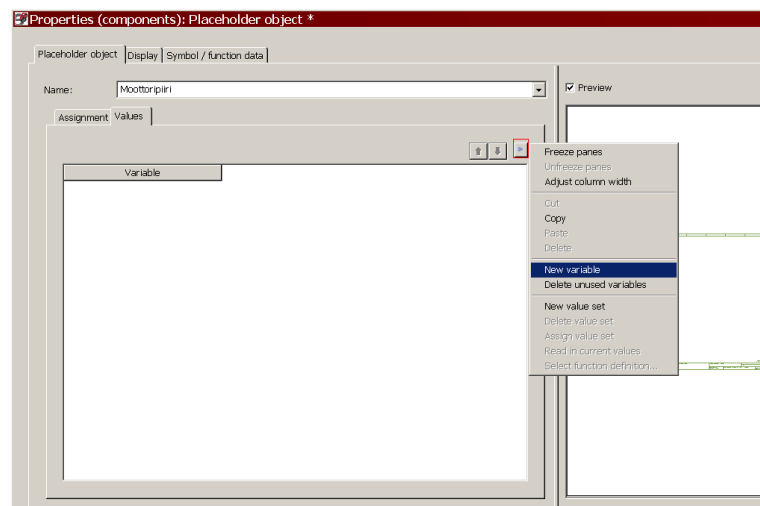 Properties (components): Placeholder object *
Placeholder object Display Symbol / function data
Name: Moottoripiiri
Preview
Assignment Values
Variable
Freeze panes
Unfreeze panes
Adjust column width
Cut
Copy
Paste
Delete
New variable
Delete unused variables
New value set
Delete value set
Assign value set
Read in current values
Select function definition...